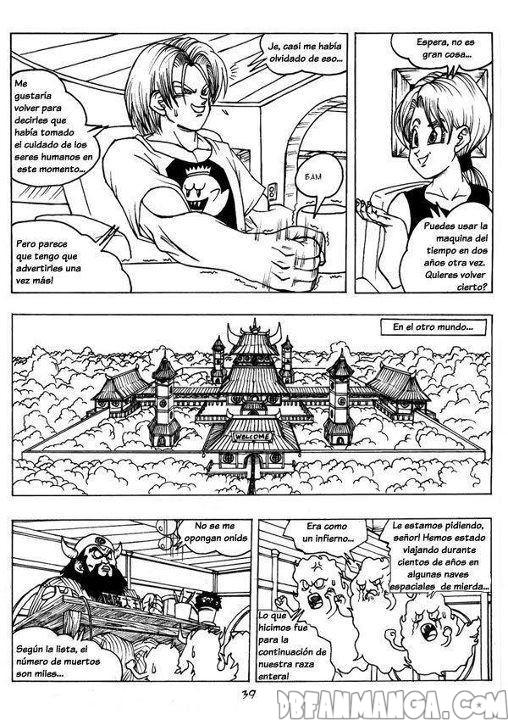 Je, casi me había
olvidado de eso...
Me
gustaría
volver para
decirles que
había tomado
el cuidado de los
seres humanos en
este momento...
BAM
Pero parece
que tengo que
advertirles una
vez más!
Espera, no es
gran cosa...
Puedes usar la
maquina del
tiempo en dos
años otra vez.
Quieres volver
cierto?
En el otro mundo...
WELCOME
No se me
opongan onids
Según la lista, el
número de muertos
son miles...
Era como
un infierno...
Le estamos pidiendo,
señor! Hemos estado
viajando durante
cientos de años en
algunas naves
espaciales de mierda...
Lo que
hicimos fue
para la
continuación de
nuestra raza
entera!
39
DBFANMANGA.COM